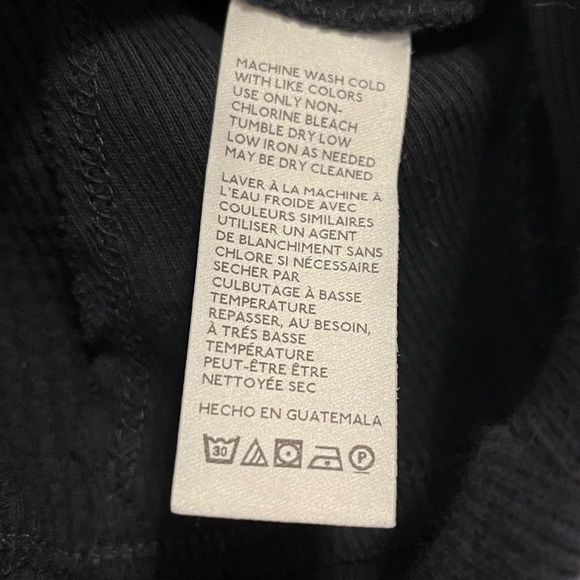 MACHINE WASH COLD
WITH LIKE COLORS
USE ONLY NON-
CHLORINE BLEACH
TUMBLE DRY LOW
LOW IRON AS NEEDED
MAY BE DRY CLEANED
LAVER À LA MACHINE À
L'EAU FROIDE AVEC
COULEURS SIMILAIRES
UTILISER UN AGENT
DE BLANCHIMENT SANS
CHLORE SI NÉCESSAIRE
SECHER PAR
CULBUTAGE À BASSE
TEMPERATURE
REPASSER, AU BESOIN,
À TRÉS BASSE
TEMPÉRATURE
PEUT-ÊTRE ÊTRE
NETTOYÉE SEC
HECHO EN GUATEMALA
30 P